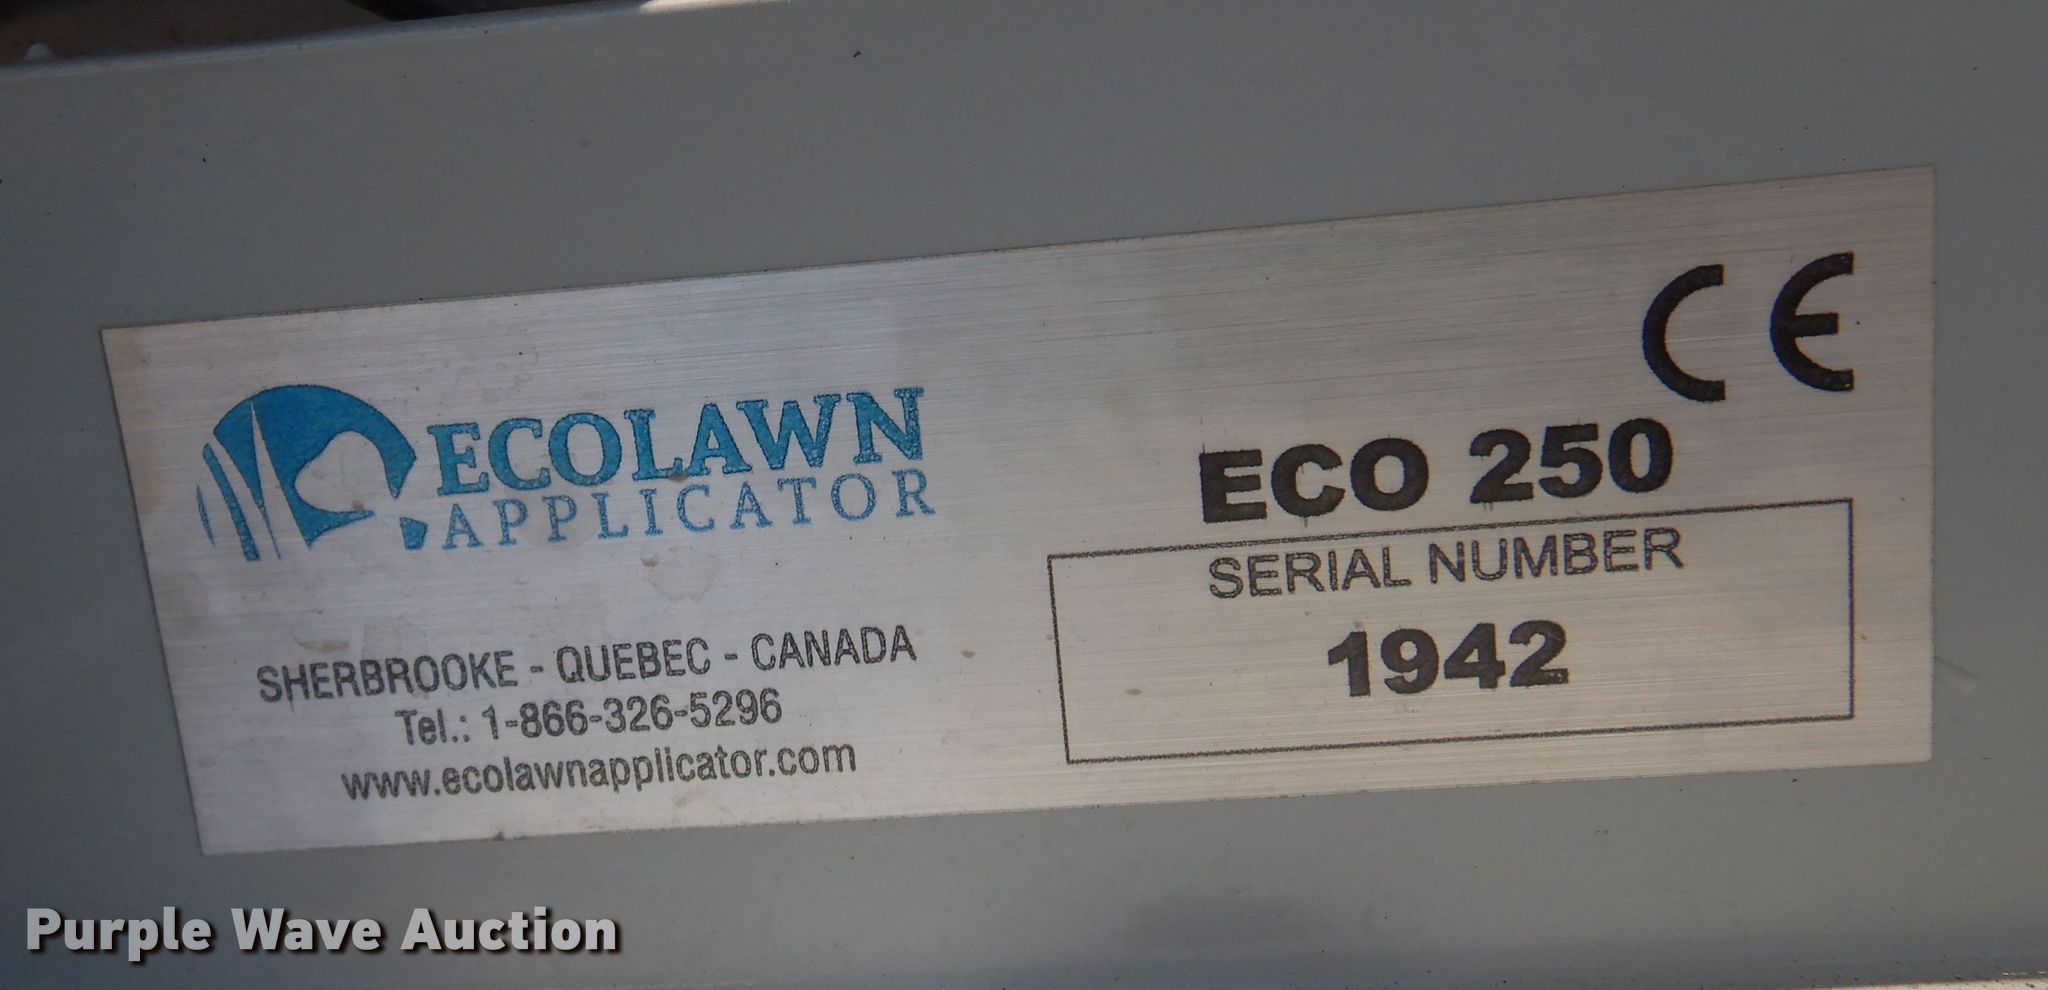 ECOLAWN
APPLICATOR
SHERBROOKE - QUEBEC - CANADA
Tel.: 1-866-326-5296
www.ecolawnapplicator.com
CE
ECO 250
SERIAL NUMBER
1942
Purple Wave Auction